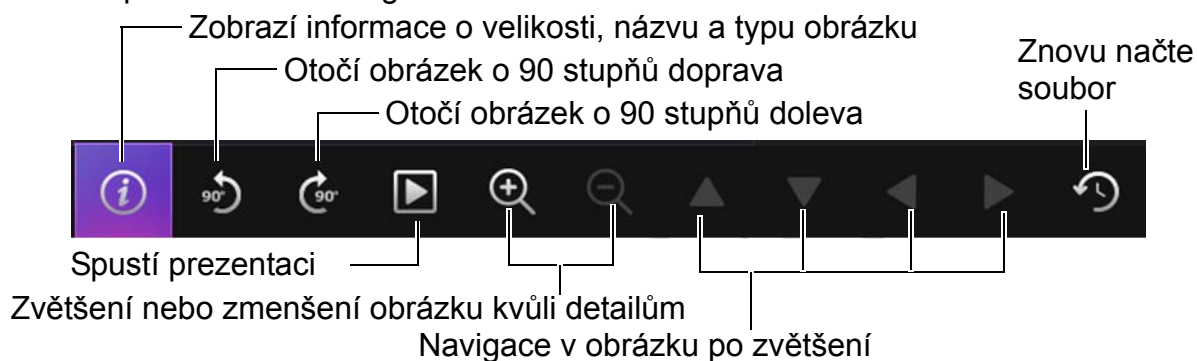 Zobrazí informace o velikosti, názvu a typu obrázku
Otočí obrázek o 90 stupňů doprava
Otočí obrázek o 90 stupňů doleva
Znovu načte
soubor
i 90° 90°
Spustí prezentaci
Zvětšení nebo zmenšení obrázku kvůli detailům
Navigace v obrázku po zvětšení